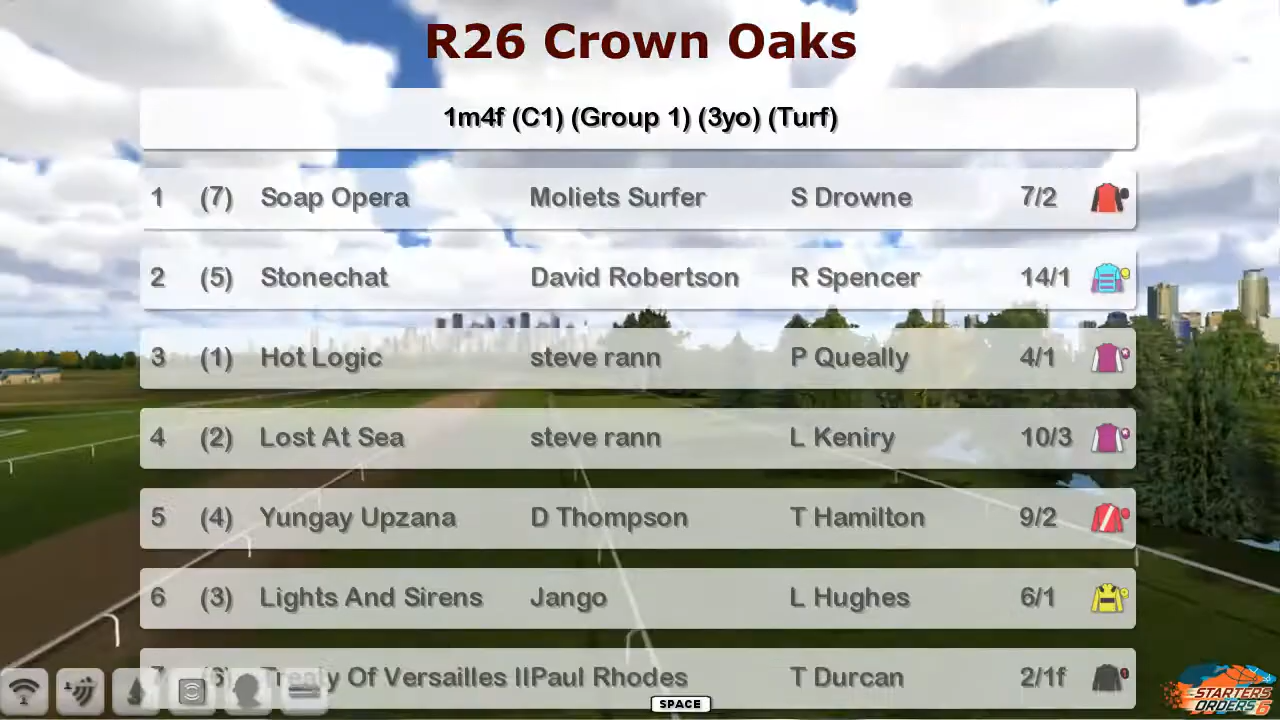 R26 Crown Oaks
1m4f (C1) (Group 1) (3yo) (Turf)
1 (7) Soap Opera Moliets Surfer S Drowne 7/2
2 (5) Stonechat David Robertson R Spencer 14/1
3 (1) Hot Logic steve rann P Queally 4/1
4 (2) Lost At Sea steve rann L Keniry 10/3
5 (4) Yungay Upzana D Thompson T Hamilton 9/2
6 (3) Lights And Sirens Jango L Hughes 6/1
7 (6) Treaty Of Versailles II Paul Rhodes T Durcan 2/1f
SPACE
STARTERS
ORDERS 6